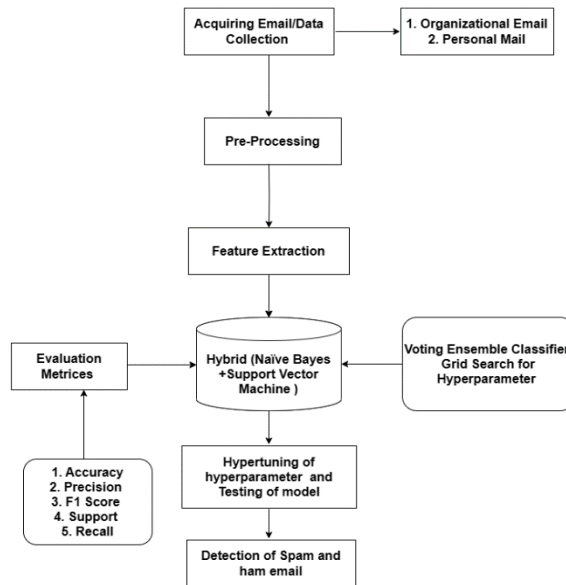 Acquiring Email/Data
Collection
1. Organizational Email
2. Personal Mail
Pre-Processing
Feature Extraction
Evaluation
Metrices
Hybrid (Naïve Bayes
+Support Vector
Machine )
Voting Ensemble Classifier
Grid Search for
Hyperparameter
1. Accuracy
2. Precision
3. F1 Score
4. Support
5. Recall
Hypertuning of
hyperparameter and
Testing of model
Detection of Spam and
ham email